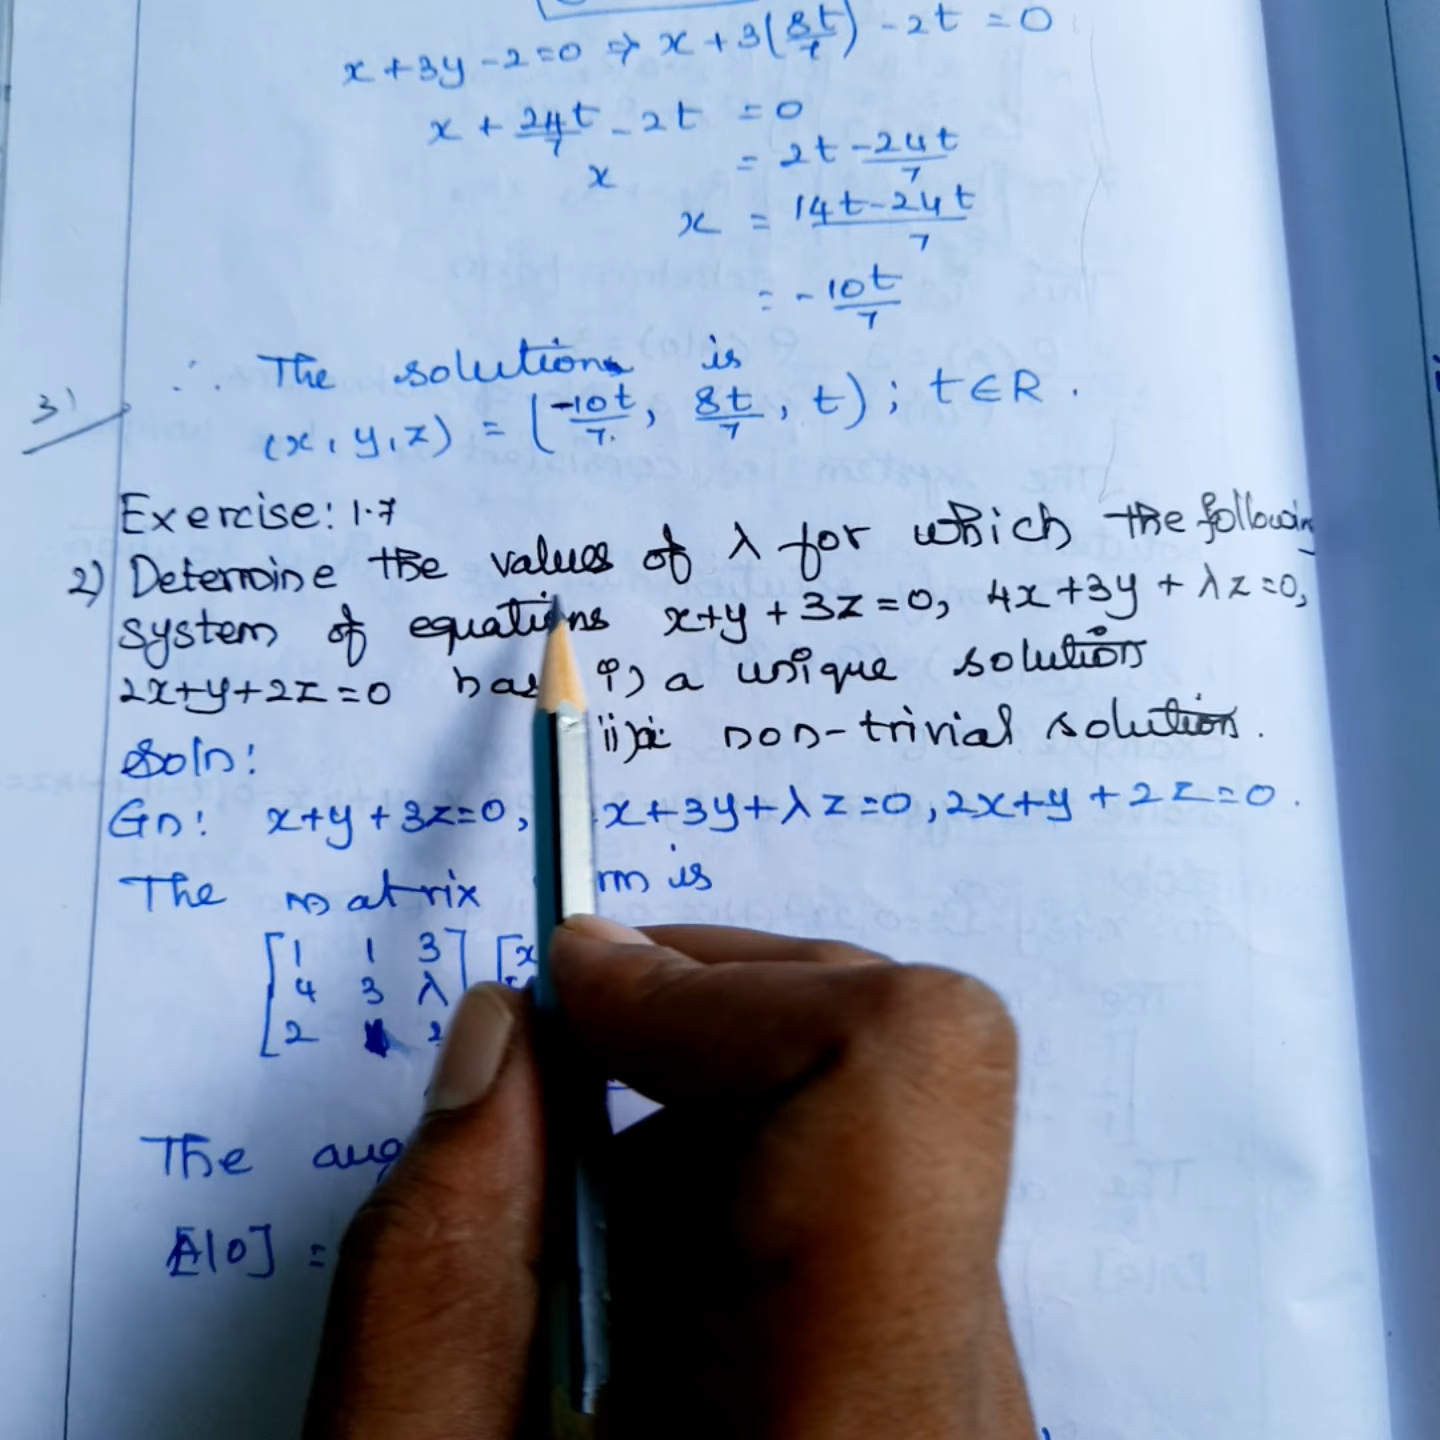 x + 3y - 2 = 0 ⇒ x + 3(8t/7) - 2t = 0
x + 24t/7 - 2t = 0
x = 2t - 24t/7
x = 14t - 24t/7
= -10t/7
∴ The solution is
3)
(x, y, z) = (-10t/7, 8t/7, t); t ∈ R.
Exercise: 1.7
2) Determine the values of λ for which the following
system of equations x+y+3z=0, 4x+3y+λz=0,
2x+y+2z=0 has i) a unique solution
ii) a non-trivial solution.
Soln:
Gn: x+y+3z=0, x+3y+λz=0, 2x+y+2z=0.
The matrix is
[1 1 3] [x
4 3 λ
[2 1 2
The aug
[A|0] =